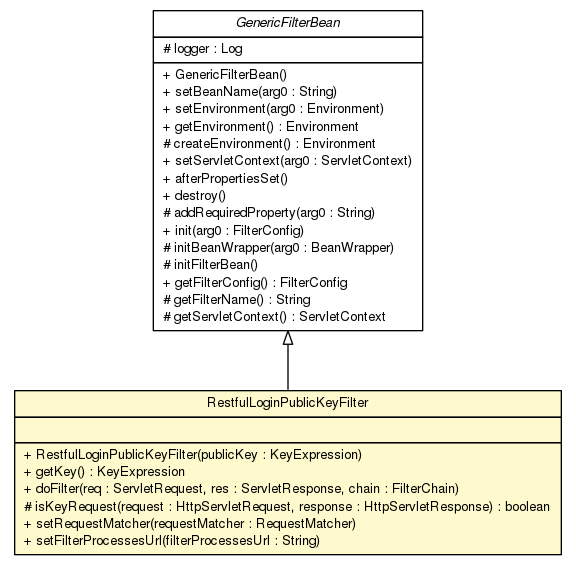 GenericFilterBean
# logger : Log
+ GenericFilterBean()
+ setBeanName(arg0 : String)
+ setEnvironment(arg0 : Environment)
+ getEnvironment() : Environment
# createEnvironment() : Environment
+ setServletContext(arg0 : ServletContext)
+ afterPropertiesSet()
+ destroy()
# addRequiredProperty(arg0 : String)
+ init(arg0 : FilterConfig)
# initBeanWrapper(arg0 : BeanWrapper)
# initFilterBean()
+ getFilterConfig() : FilterConfig
# getFilterName() : String
# getServletContext() : ServletContext
RestfulLoginPublicKeyFilter
+ RestfulLoginPublicKeyFilter(publicKey : KeyExpression)
+ getKey() : KeyExpression
+ doFilter(req : ServletRequest, res : ServletResponse, chain : FilterChain)
# isKeyRequest(request : HttpServletRequest, response : HttpServletResponse) : boolean
+ setRequestMatcher(requestMatcher : RequestMatcher)
+ setFilterProcessesUrl(filterProcessesUrl : String)